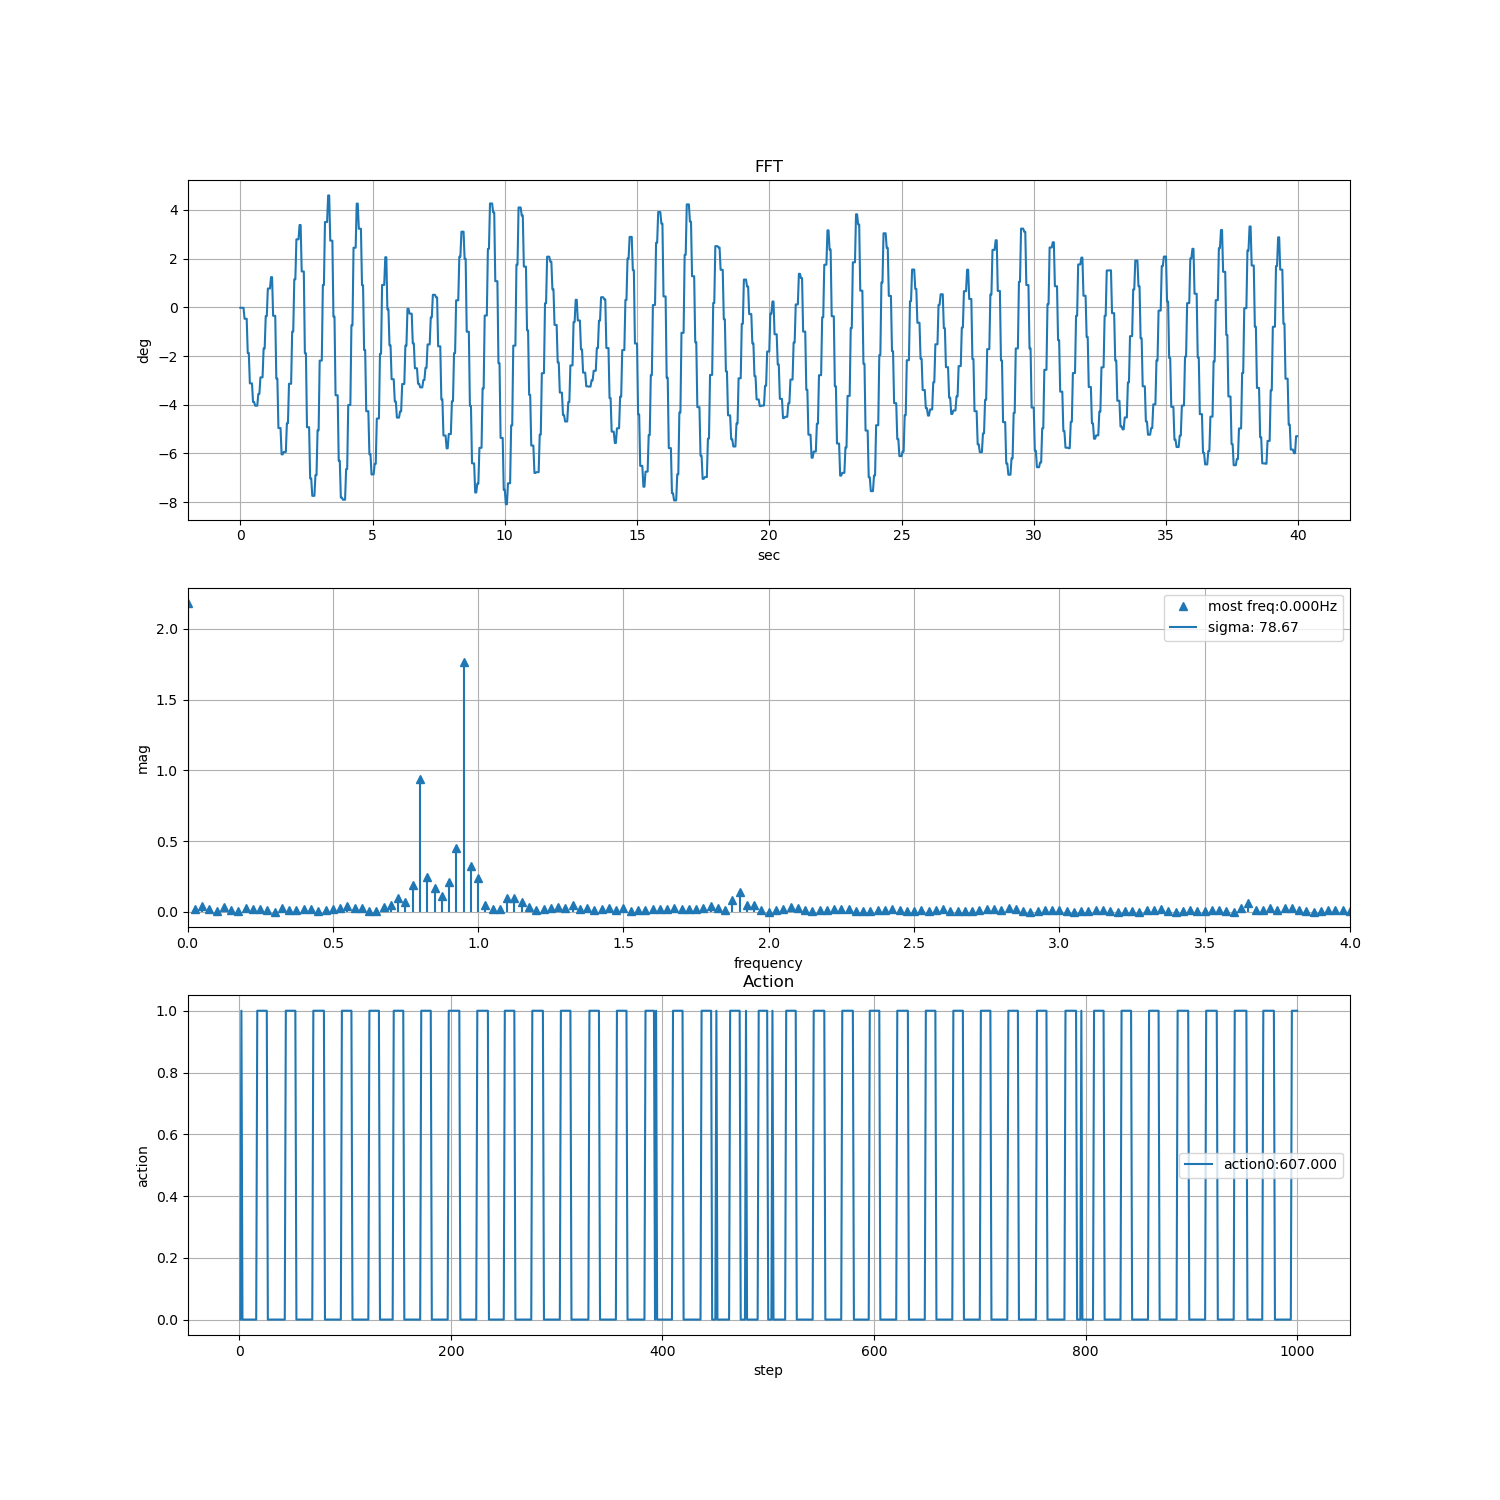 FFT
4
2
0
−2
−4
−6
−8
deg
0 5 10 15 20 25 30 35 40
sec
most freq:0.000Hz
sigma: 78.67
2.0
1.5
1.0
0.5
0.0
mag
0.0 0.5 1.0 1.5 2.0 2.5 3.0 3.5 4.0
frequency
Action
1.0
0.8
0.6
0.4
0.2
0.0
action
action0:607.000
0 200 400 600 800 1000
step